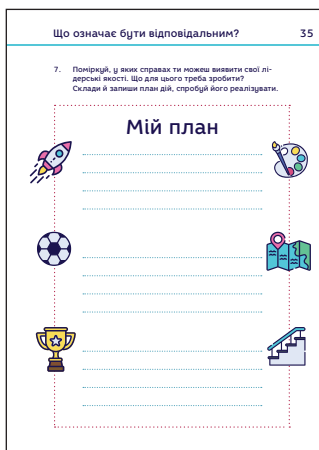 Що означає бути відповідальним? 35
7. Поміркуй, у яких справах ти можеш виявити свої лі-
дерські якості. Що для цього треба зробити?
Склади й запиши план дій, спробуй його реалізувати.
Мій план